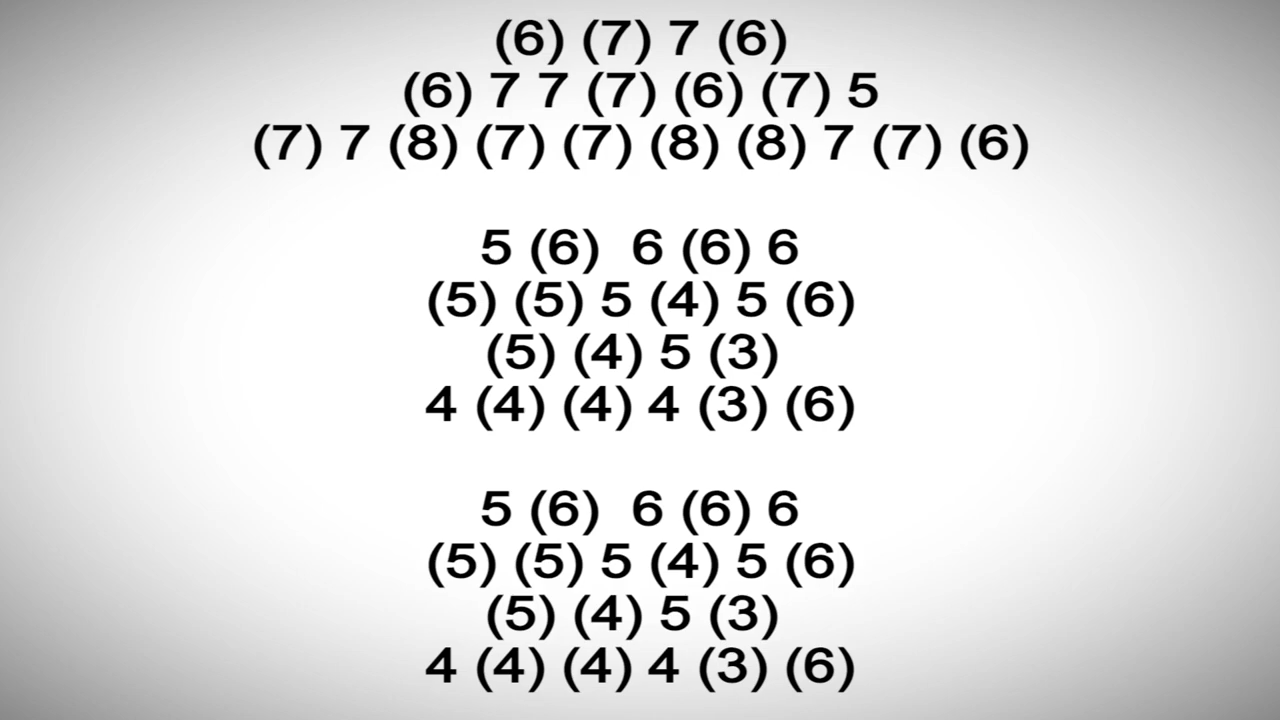 (6) (7) 7 (6)
(6) 7 7 (7) (6) (7) 5
(7) 7 (8) (7) (7) (8) (8) 7 (7) (6)
5 (6)  6 (6) 6
(5) (5) 5 (4) 5 (6)
(5) (4) 5 (3)
4 (4) (4) 4 (3) (6)
5 (6)  6 (6) 6
(5) (5) 5 (4) 5 (6)
(5) (4) 5 (3)
4 (4) (4) 4 (3) (6)